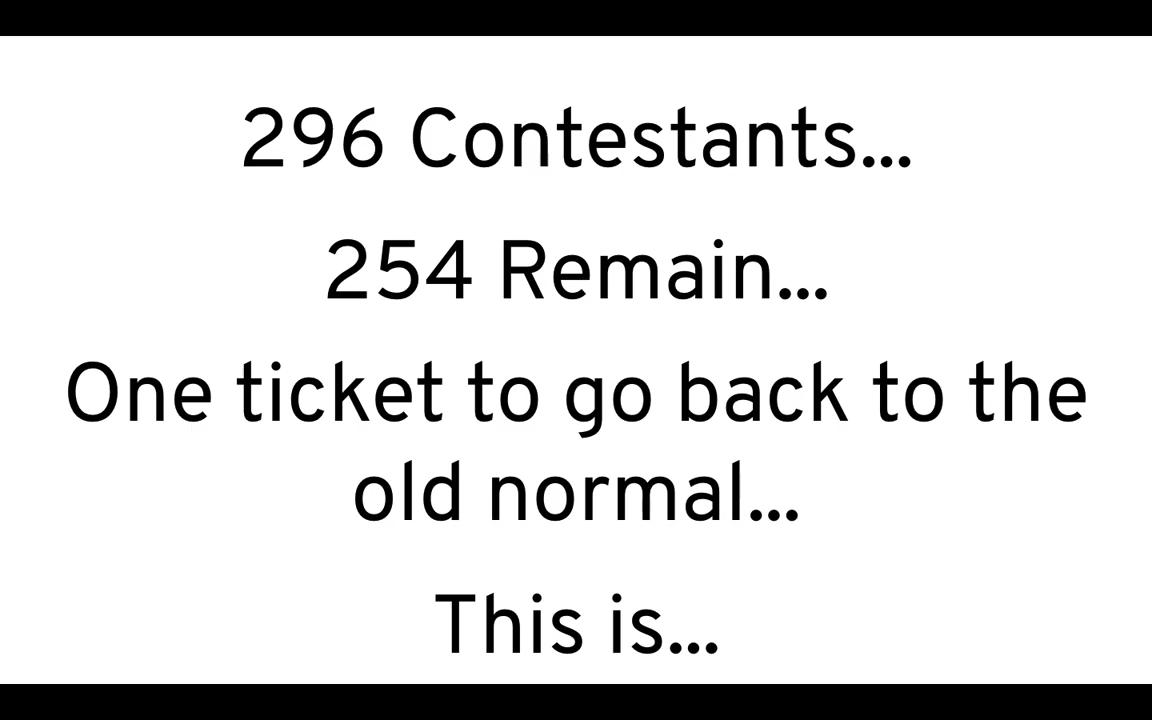 296 Contestants...
254 Remain...
One ticket to go back to the
old normal...
This is...